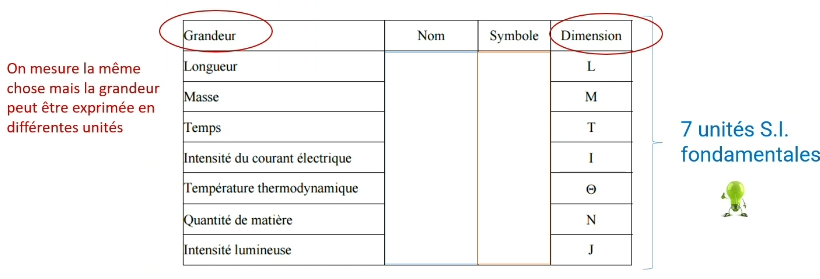 On mesure la même
chose mais la grandeur
peut être exprimée en
différentes unités
Grandeur Nom Symbole Dimension
Longueur L
Masse M
Temps T
Intensité du courant électrique I
Température thermodynamique Θ
Quantité de matière N
Intensité lumineuse J
7 unités S.I.
fondamentales